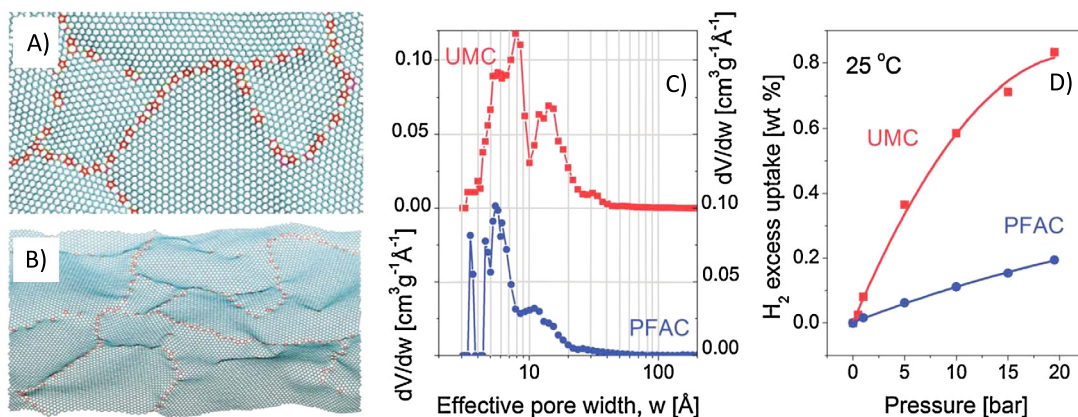 A)
B)
C)
D)
UMC
PFAC
0.10
0.05
0.00
0.10
0.05
0.00
dV/dw [cm³g⁻¹Å⁻¹]
dV/dw [cm³g⁻¹Å⁻¹]
10
100
Effective pore width, w [Å]
25 °C
UMC
PFAC
0.8
0.6
0.4
0.2
0.0
H₂ excess uptake [wt %]
0
5
10
15
20
Pressure [bar]